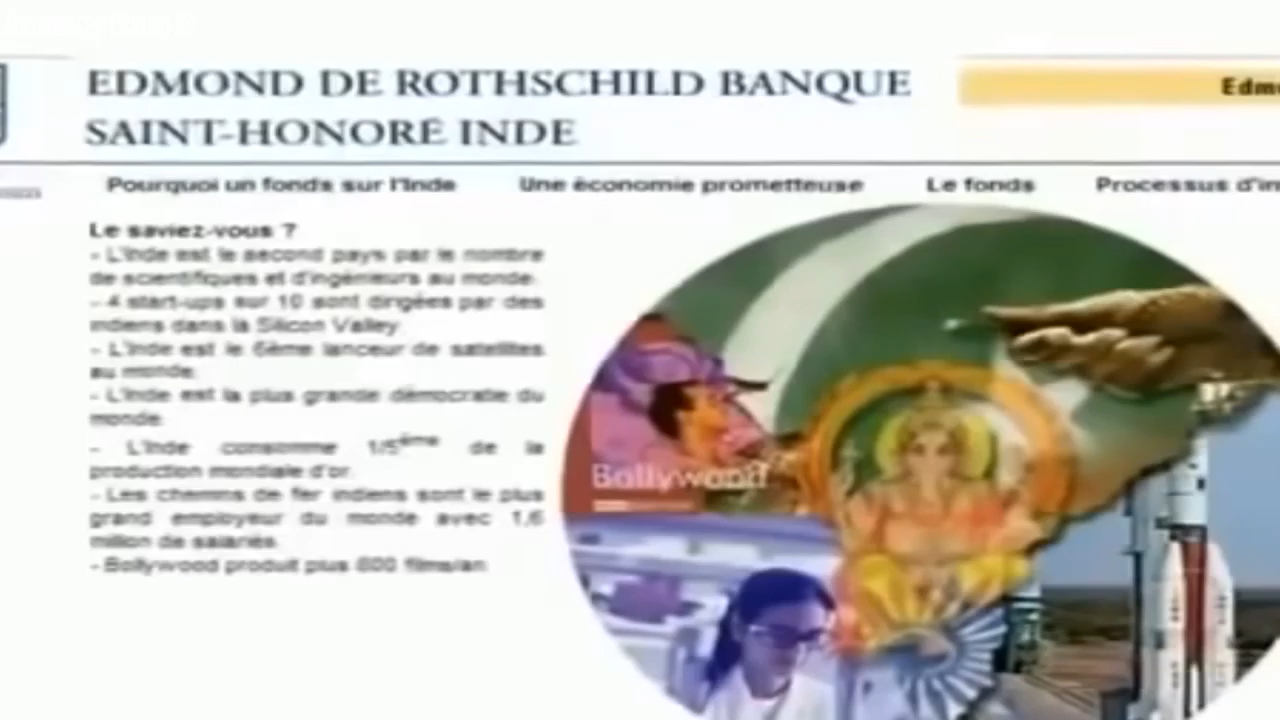 EDMOND DE ROTHSCHILD BANQUE
SAINT-HONORÉ INDE
Edm
Pourquoi un fonds sur l'Inde
Une économie prometteuse
Le fonds
Processus d'in
Le saviez-vous ?
- L'Inde est le second pays par le nombre
de scientifiques et d'ingénieurs au monde.
- 4 start-ups sur 10 sont dirigées par des
indiens dans la Silicon Valley
- L'Inde est le 6ème lanceur de satellites
au monde.
- L'Inde est la plus grande démocratie du
monde.
- L'Inde consomme 1/5ème de la
production mondiale d'or.
- Les chemins de fer indiens sont le plus
grand employeur du monde avec 1,6
million de salariés.
- Bollywood produit plus 800 films/an
Bollywood